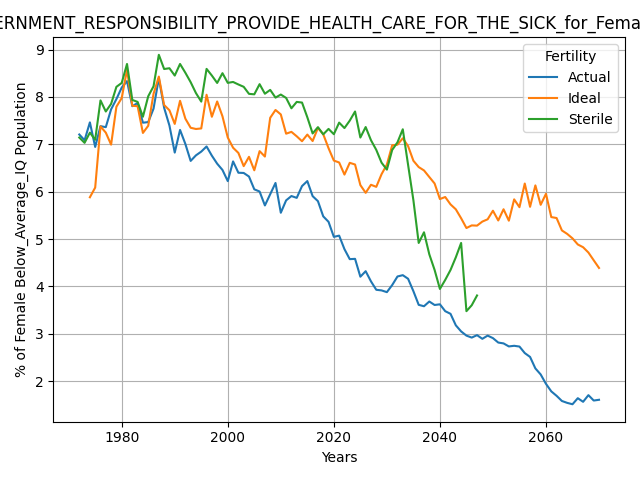 ERNMENT_RESPONSIBILITY_PROVIDE_HEALTH_CARE_FOR_THE_SICK_for_Fema
Fertility
Actual
Ideal
Sterile
% of Female Below_Average_IQ Population
9
8
7
6
5
4
3
2
1980
2000
2020
2040
2060
Years